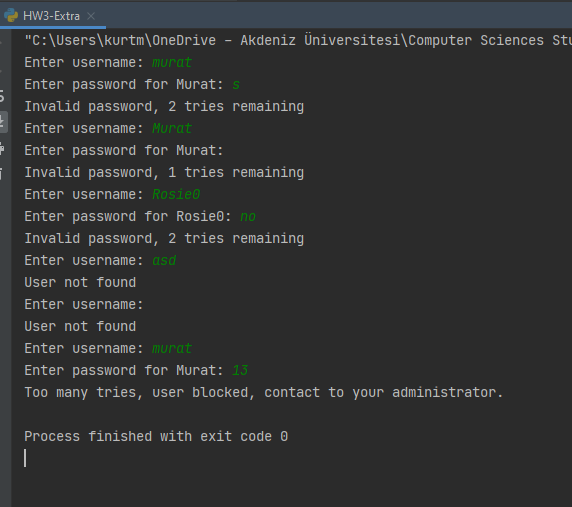 HW3-Extra
"C:\Users\kurtm\OneDrive - Akdeniz Üniversitesi\Computer Sciences
Enter username: murat
Enter password for Murat: s
Invalid password, 2 tries remaining
Enter username: Murat
Enter password for Murat:
Invalid password, 1 tries remaining
Enter username: Rosie0
Enter password for Rosie0: no
Invalid password, 2 tries remaining
Enter username: asd
User not found
Enter username:
User not found
Enter username: murat
Enter password for Murat: 13
Too many tries, user blocked, contact to your administrator.
Process finished with exit code 0